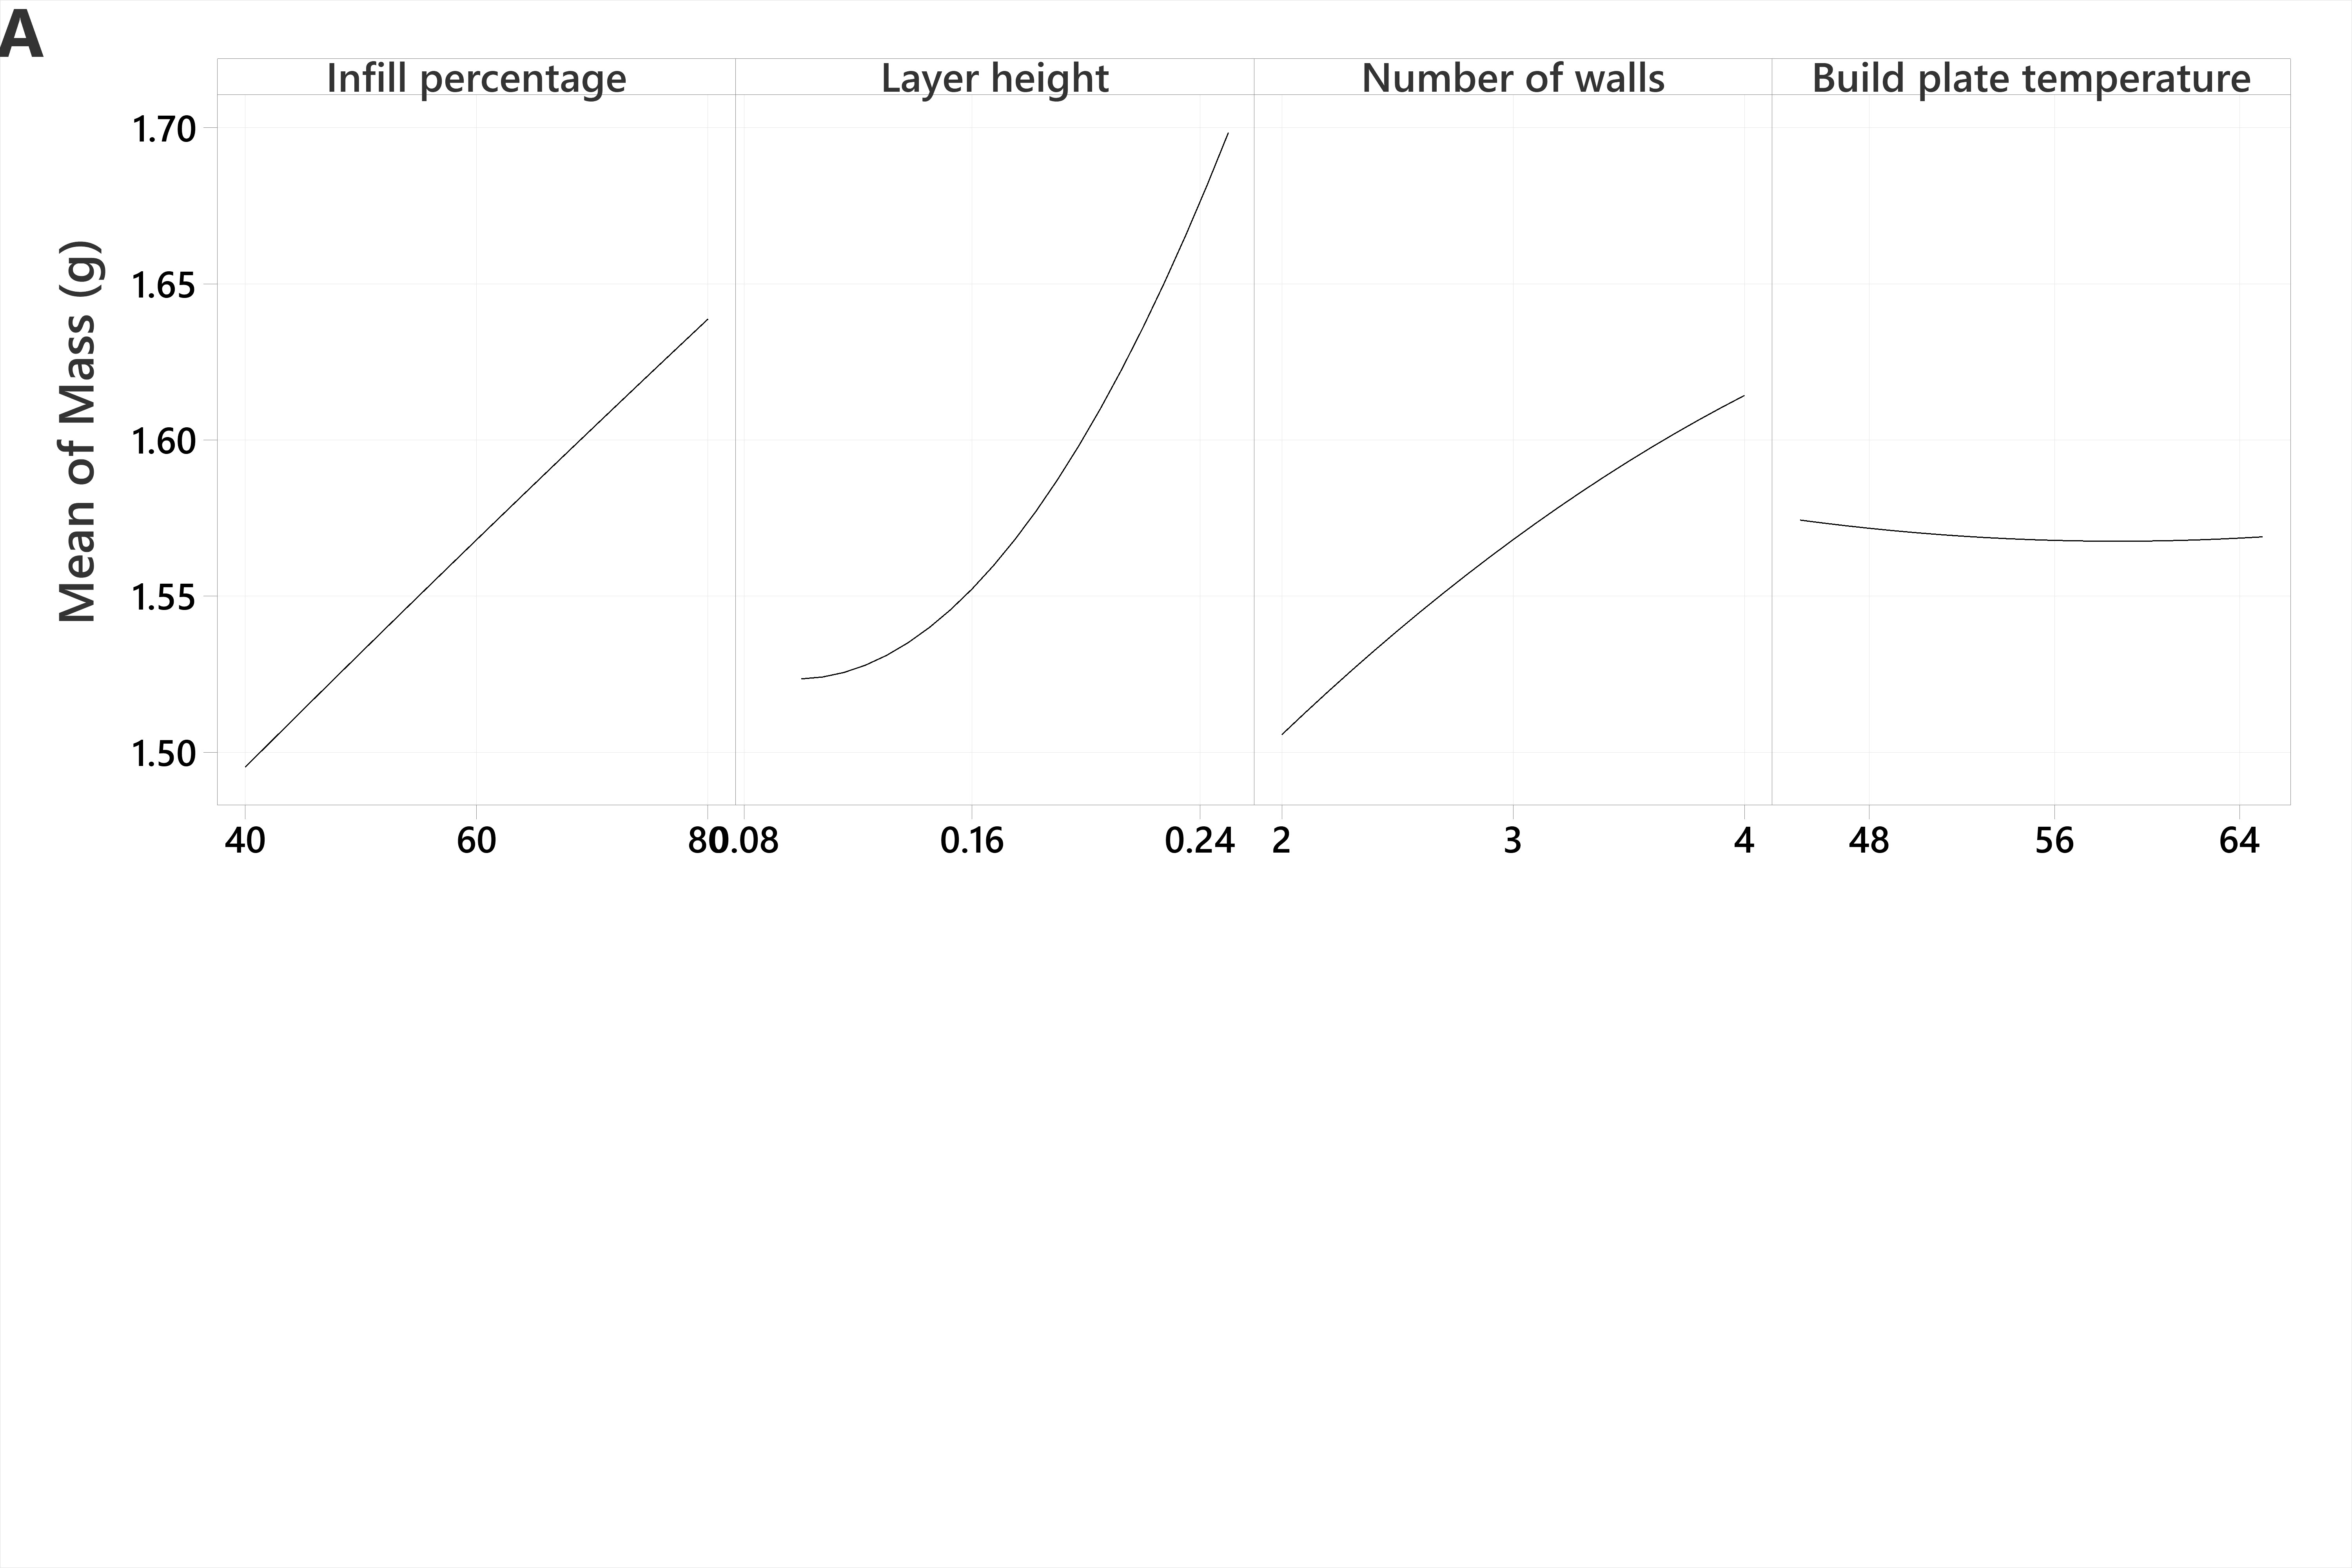 A
Infill percentage Layer height Number of walls Build plate temperature
Mean of Mass (g)
1.70
1.65
1.60
1.55
1.50
40 60 80 0.08 0.16 0.24 2 3 4 48 56 64